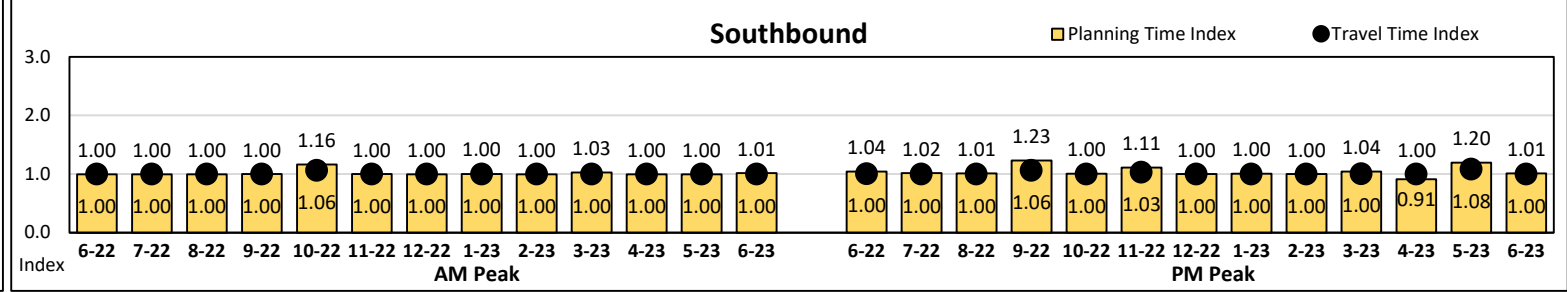 Southbound
Planning Time Index
Travel Time Index
3.0
2.0
1.0
0.0
1.00 1.00 1.00 1.00 1.16 1.00 1.00 1.00 1.00 1.03 1.00 1.00 1.01 1.04 1.02 1.01 1.23 1.00 1.11 1.00 1.00 1.00 1.04 1.00 1.20 1.01
1.00 1.00 1.00 1.00 1.06 1.00 1.00 1.00 1.00 1.00 1.00 1.00 1.00 1.00 1.00 1.00 1.06 1.00 1.03 1.00 1.00 1.00 1.00 0.91 1.08 1.00
6-22 7-22 8-22 9-22 10-22 11-22 12-22 1-23 2-23 3-23 4-23 5-23 6-23 6-22 7-22 8-22 9-22 10-22 11-22 12-22 1-23 2-23 3-23 4-23 5-23 6-23
Index
AM Peak
PM Peak